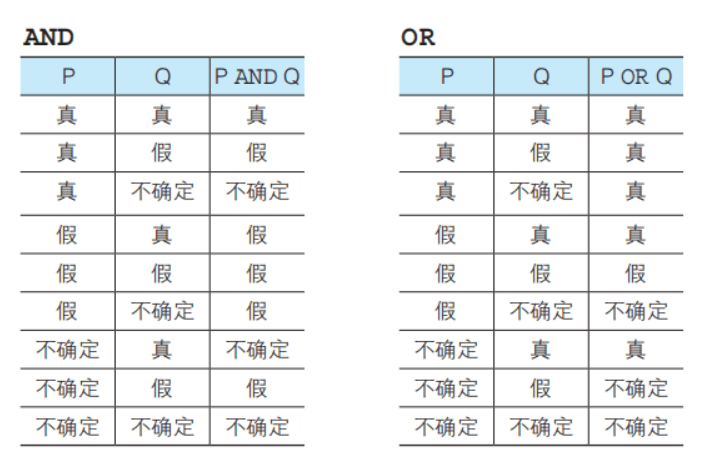 AND
P Q P AND Q
真 真 真
真 假 假
真 不确定 不确定
假 真 假
假 假 假
假 不确定 假
不确定 真 不确定
不确定 假 假
不确定 不确定 不确定
OR
P Q P OR Q
真 真 真
真 假 真
真 不确定 真
假 真 真
假 假 假
假 不确定 不确定
不确定 真 真
不确定 假 不确定
不确定 不确定 不确定